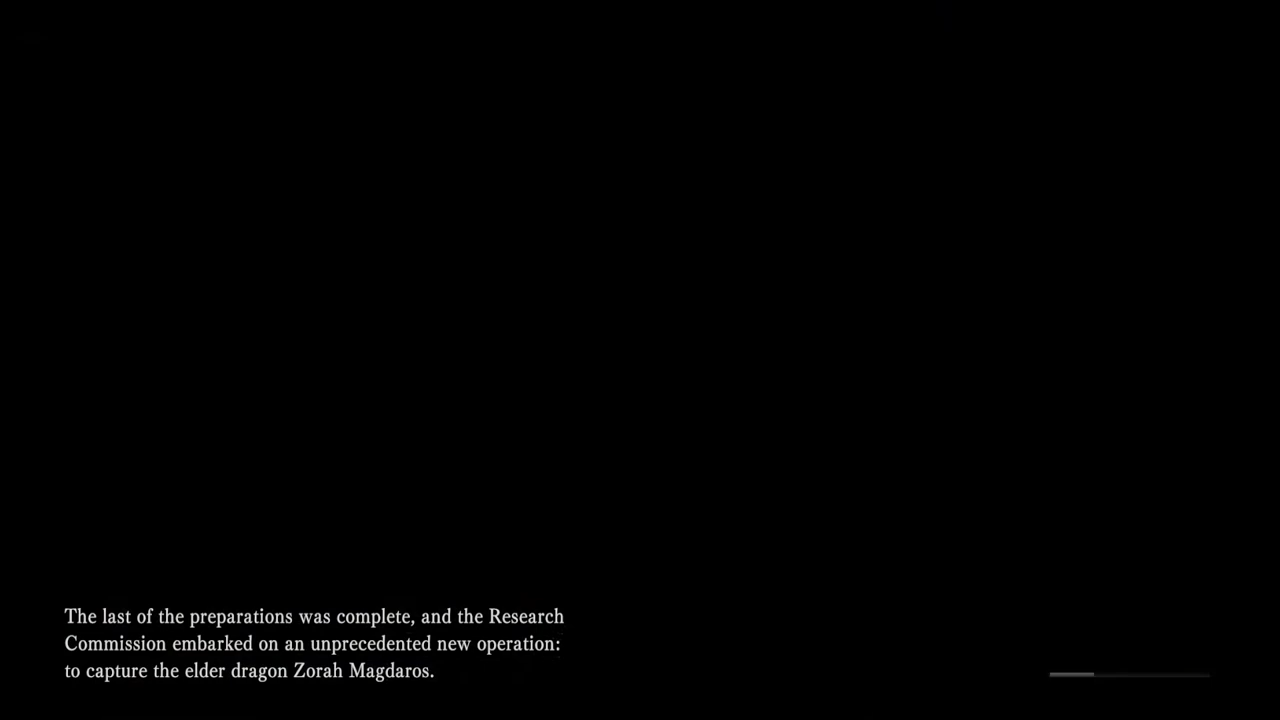 The last of the preparations was complete, and the Research
Commission embarked on an unprecedented new operation:
to capture the elder dragon Zorah Magdaros.